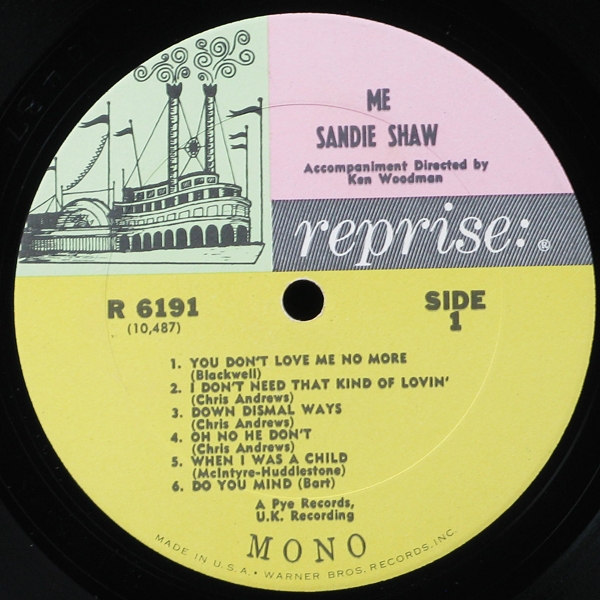 ME
SANDIE SHAW
Accompaniment Directed by
Ken Woodman
reprise:®
R 6191
(10,487)
SIDE
1
1. YOU DON'T LOVE ME NO MORE
(Blackwell)
2. I DON'T NEED THAT KIND OF LOVIN'
(Chris Andrews)
3. DOWN DISMAL WAYS
(Chris Andrews)
4. OH NO HE DON'T
(Chris Andrews)
5. WHEN I WAS A CHILD
(McIntyre-Huddlestone)
6. DO YOU MIND (Bart)
A Pye Records,
U.K. Recording
MONO
MADE IN U.S.A. • WARNER BROS. RECORDS, INC.